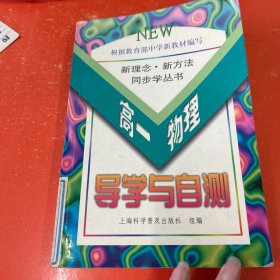 NEW
根据教育部中学新教材编写
新理念·新方法
同步学丛书
高一 物理
导学与自测
上海科学普及出版社 组编